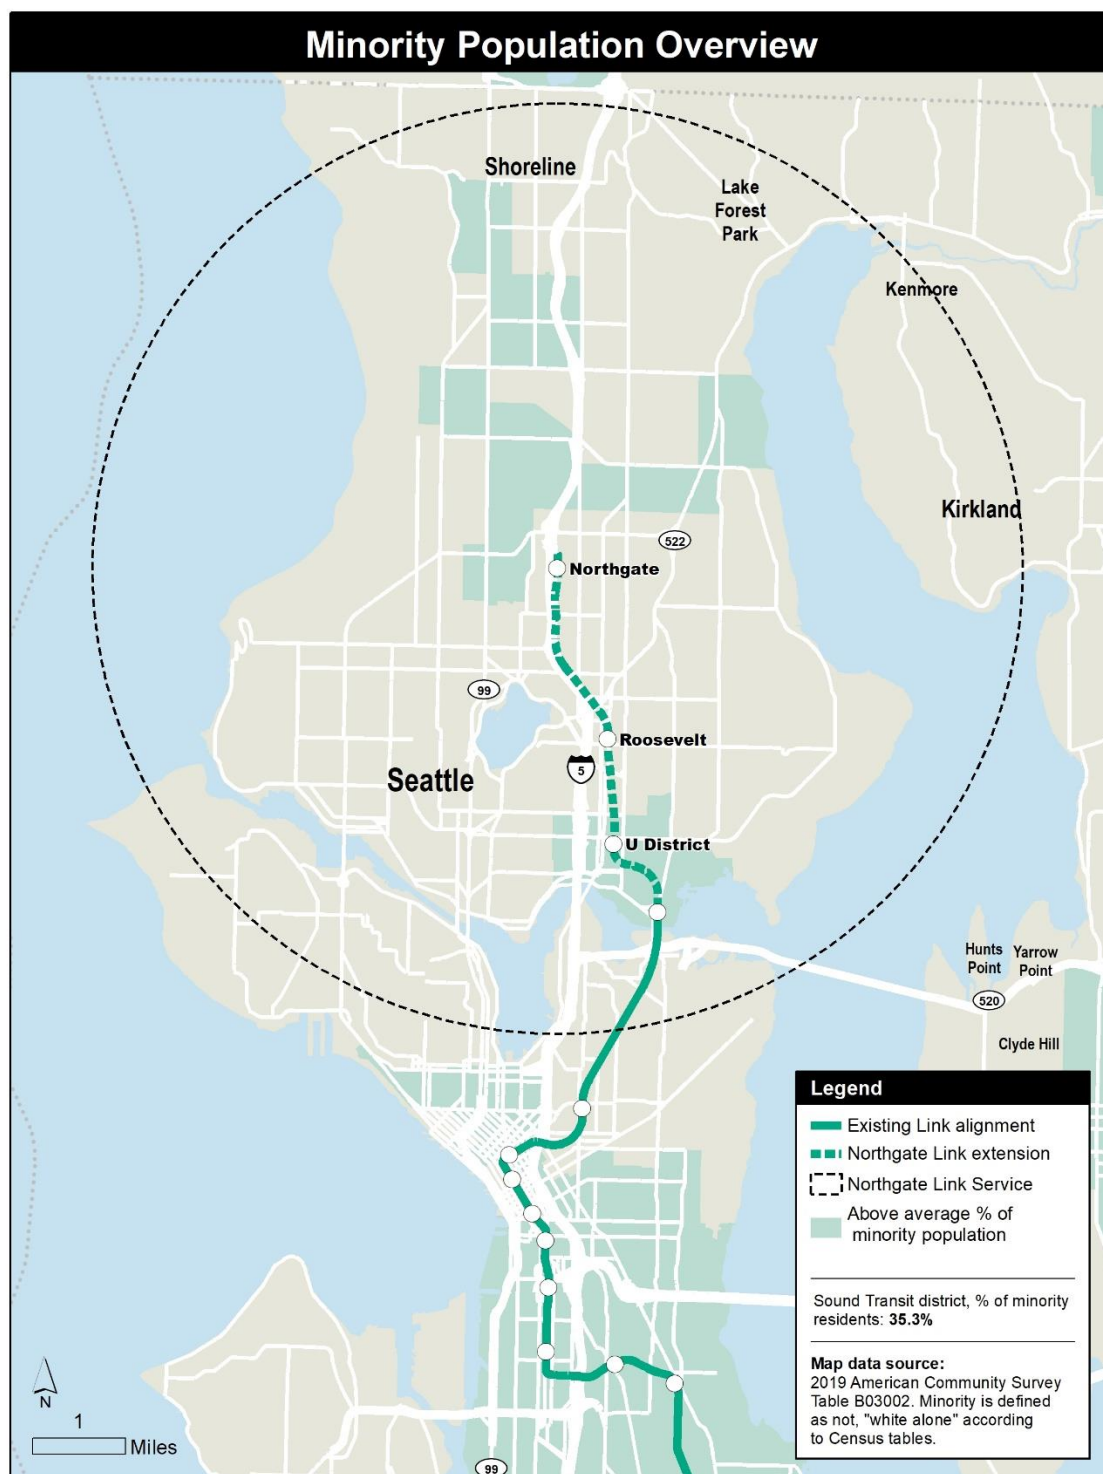 Minority Population Overview
Shoreline
Lake
Forest
Park
Kenmore
Kirkland
522
Northgate
99
Roosevelt
5
Seattle
U District
Hunts
Point
Yarrow
Point
520
Clyde Hill
Legend
Existing Link alignment
Northgate Link extension
Northgate Link Service
Above average % of
minority population
Sound Transit district, % of minority
residents: 35.3%
Map data source:
2019 American Community Survey
Table B03002. Minority is defined
as not, "white alone" according
to Census tables.
N
1
Miles
99